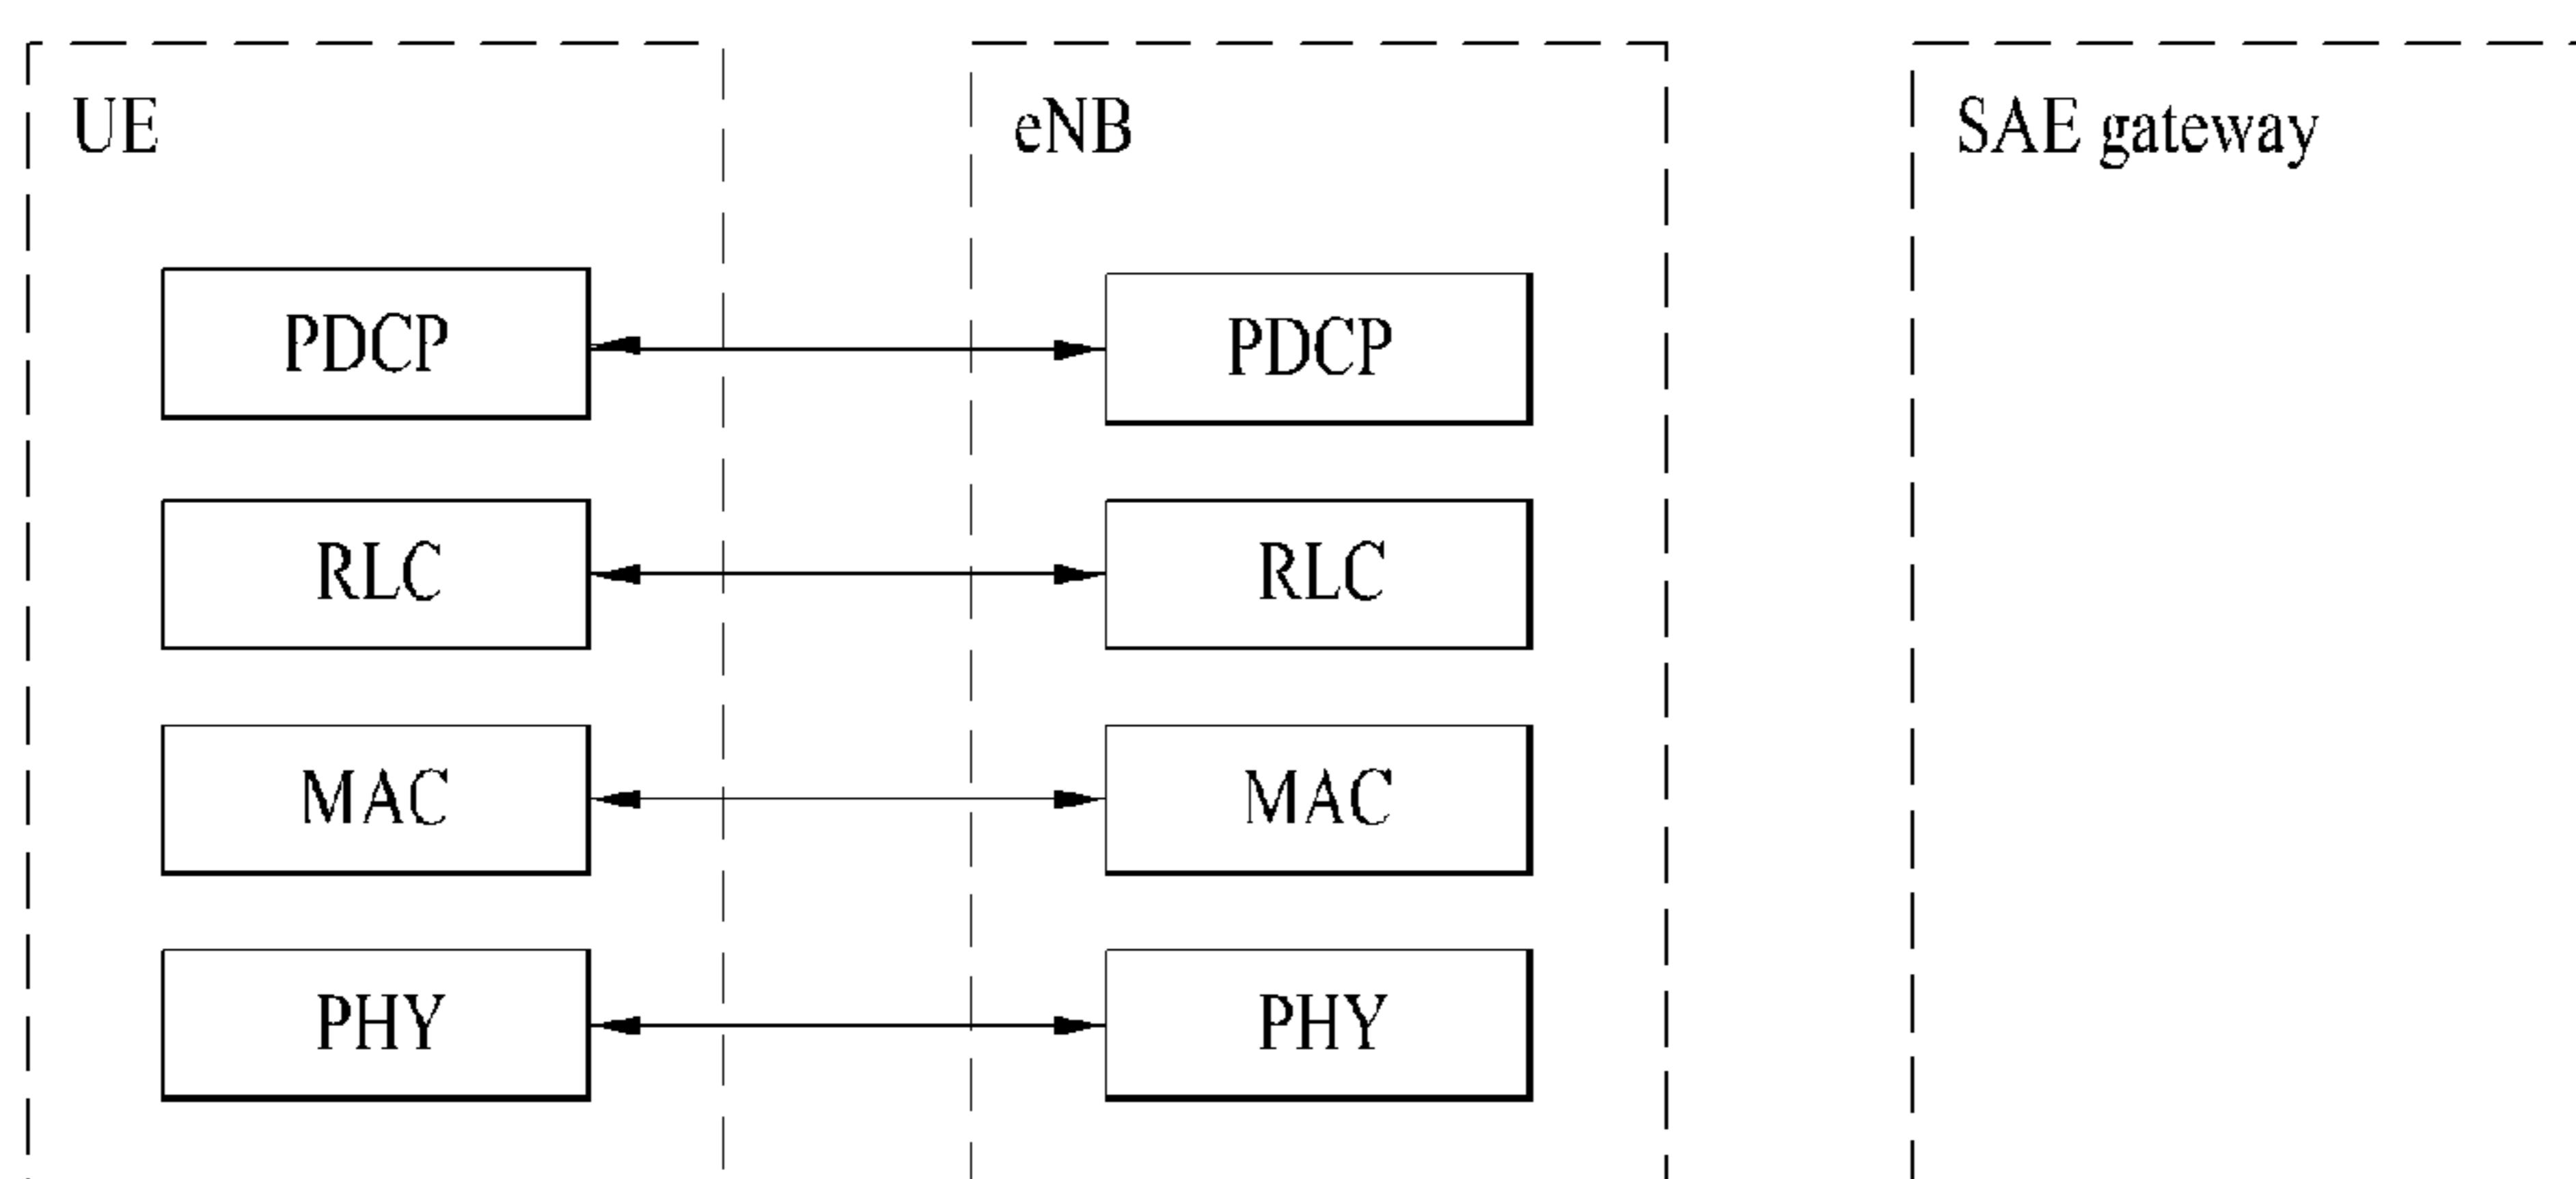 UE
eNB
SAE gateway
PDCP
PDCP
RLC
RLC
MAC
MAC
PHY
PHY